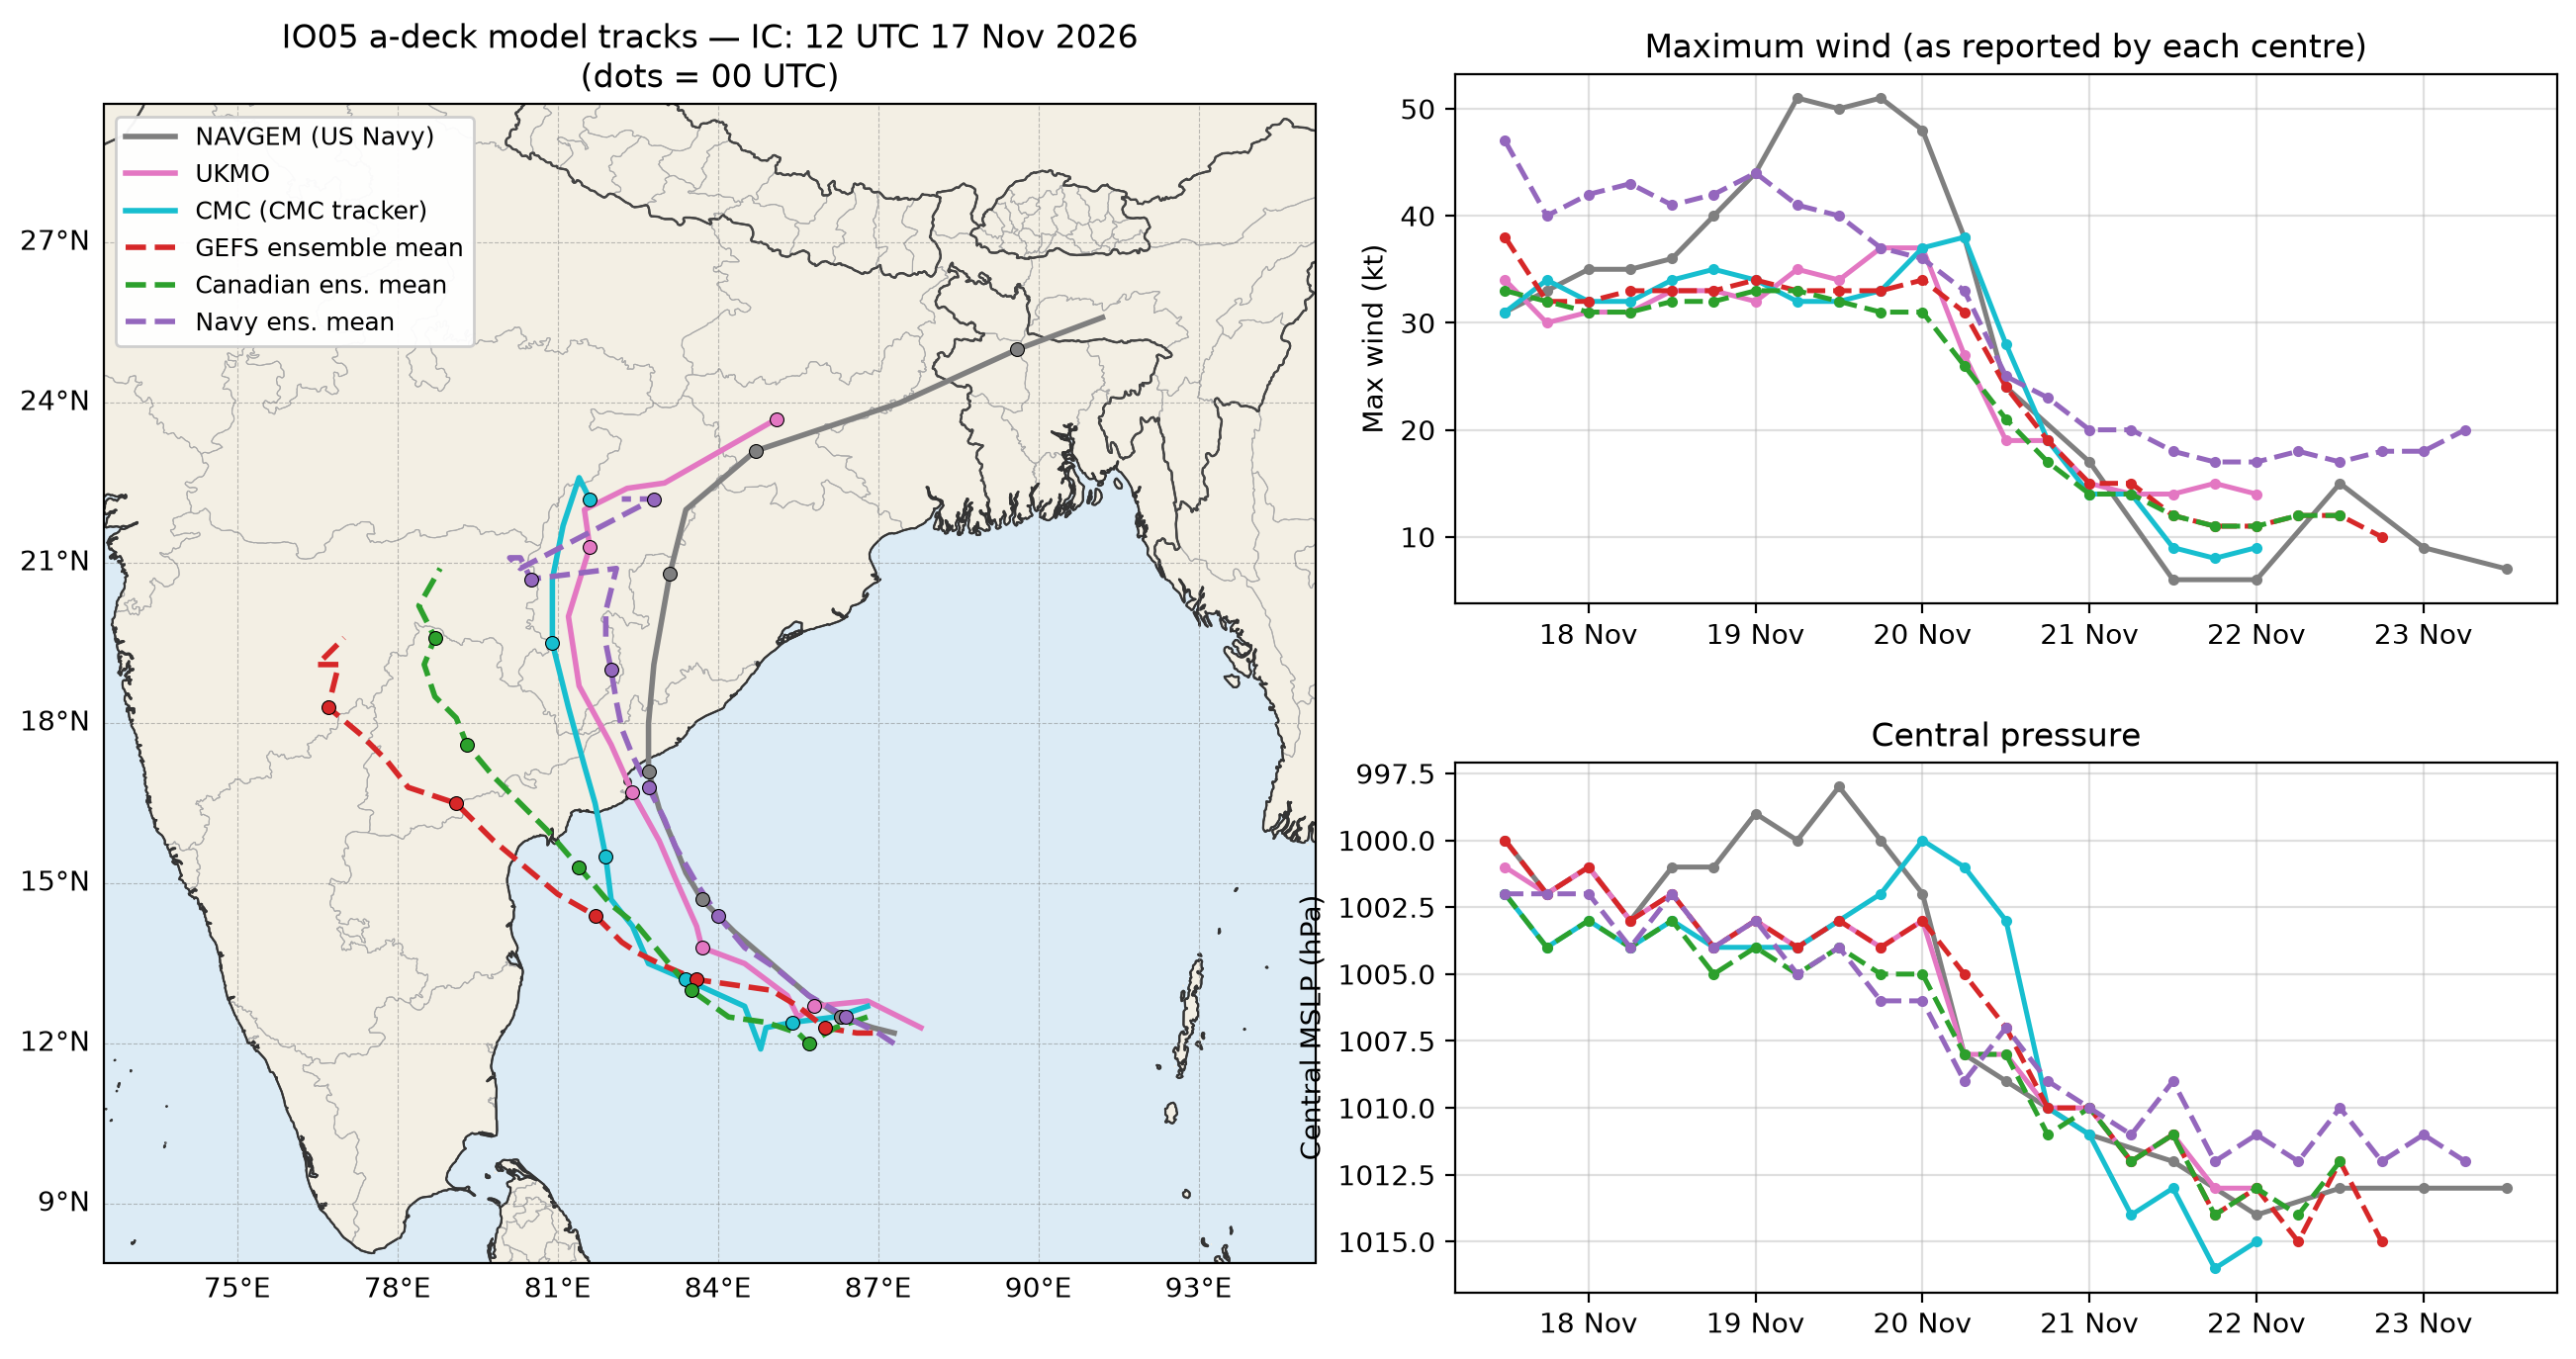 IO05 a-deck model tracks — IC: 12 UTC 17 Nov 2026
(dots = 00 UTC)
NAVGEM (US Navy)
UKMO
CMC (CMC tracker)
GEFS ensemble mean
Canadian ens. mean
Navy ens. mean
27°N
24°N
21°N
18°N
15°N
12°N
9°N
75°E 78°E 81°E 84°E 87°E 90°E 93°E
Maximum wind (as reported by each centre)
Max wind (kt)
50
40
30
20
10
18 Nov 19 Nov 20 Nov 21 Nov 22 Nov 23 Nov
Central pressure
Central MSLP (hPa)
997.5
1000.0
1002.5
1005.0
1007.5
1010.0
1012.5
1015.0
18 Nov 19 Nov 20 Nov 21 Nov 22 Nov 23 Nov